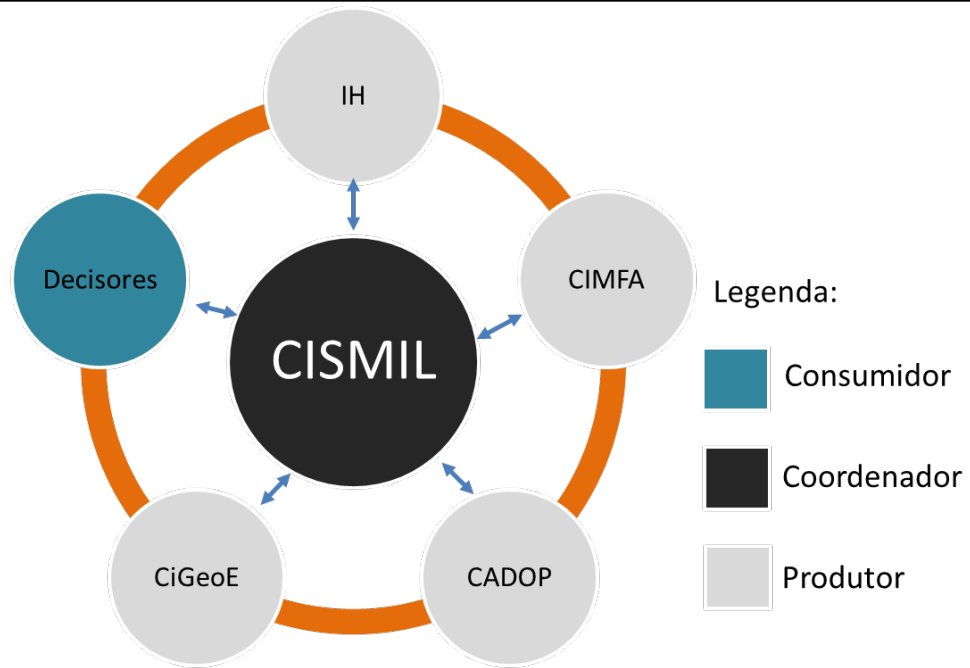 IH
Decisores
CIMFA
CISMIL
CiGeoE
CADOP
Legenda:
Consumidor
Coordenador
Produtor